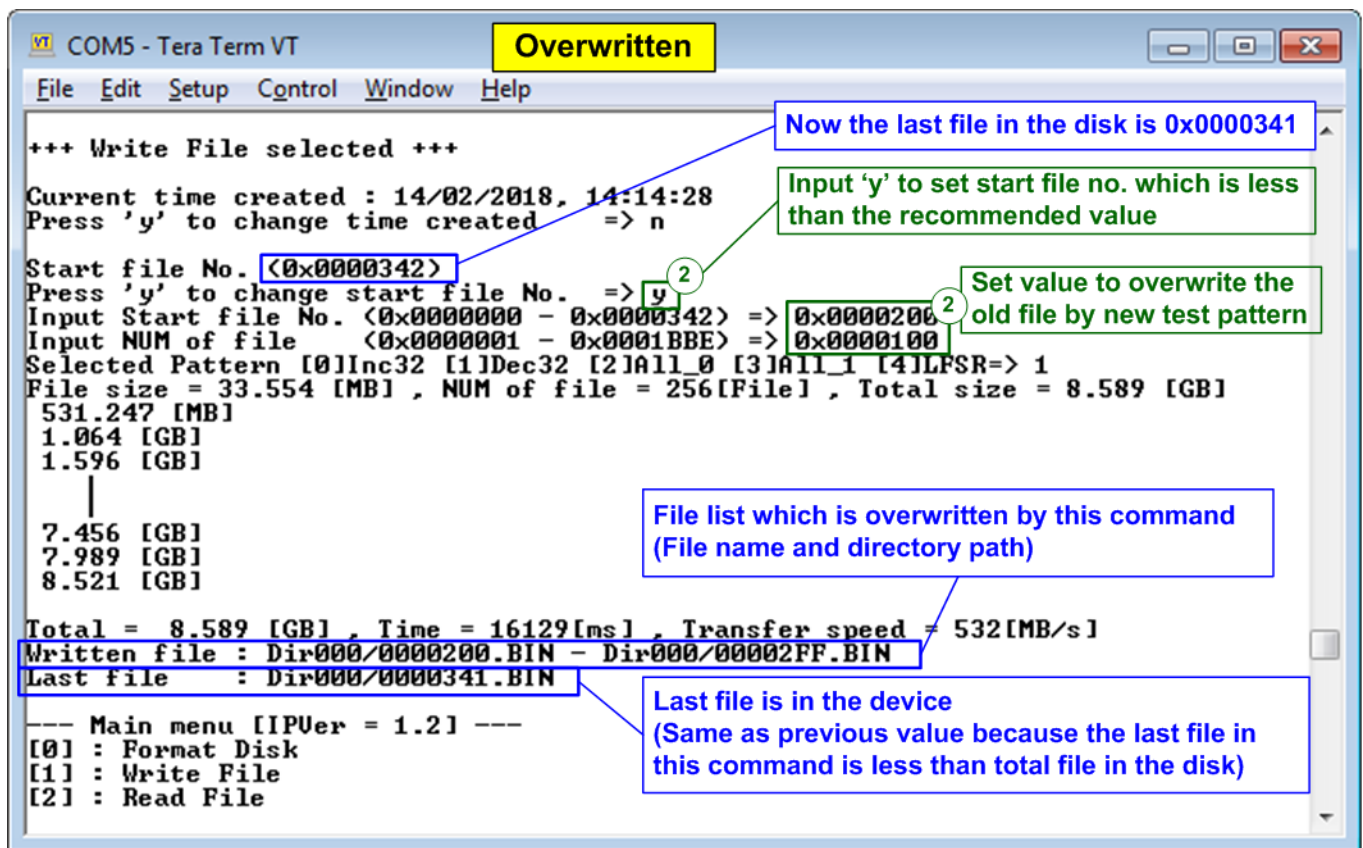 COM5 - Tera Term VT
Overwritten
File Edit Setup Control Window Help
Now the last file in the disk is 0x0000341
+++ Write File selected +++
Input ‘y’ to set start file no. which is less
than the recommended value
Current time created : 14/02/2018, 14:14:28
Press 'y' to change time created => n
Start file No. (0x0000342)
2
Set value to overwrite the
old file by new test pattern
Press 'y' to change start file No. => y
Input Start file No. (0x0000000 - 0x0000342) => 0x0000200
2
Input NUM of file (0x0000001 - 0x0001BBE) => 0x0000100
Selected Pattern [0]Inc32 [1]Dec32 [2]All_0 [3]All_1 [4]LFSR=> 1
File size = 33.554 [MB] , NUM of file = 256[File] , Total size = 8.589 [GB]
531.247 [MB]
1.064 [GB]
1.596 [GB]
7.456 [GB]
7.989 [GB]
8.521 [GB]
File list which is overwritten by this command
(File name and directory path)
Total = 8.589 [GB] , Time = 16129[ms] , Transfer speed = 532[MB/s]
Written file : Dir000/0000200.BIN - Dir000/00002FF.BIN
Last file : Dir000/0000341.BIN
Last file is in the device
(Same as previous value because the last file in
this command is less than total file in the disk)
--- Main menu [IPVer = 1.2] ---
[0] : Format Disk
[1] : Write File
[2] : Read File